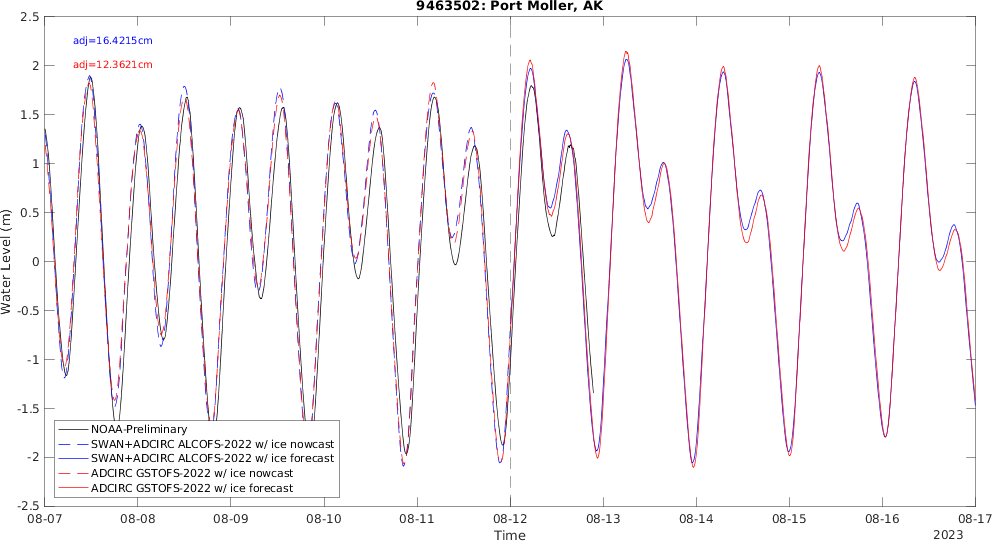 9463502: Port Moller, AK
adj=16.4215cm
adj=12.3621cm
Water Level (m)
2.5
2
1.5
1
0.5
0
-0.5
-1
-1.5
-2
-2.5
NOAA-Preliminary
SWAN+ADCIRC ALCOFS-2022 w/ ice nowcast
SWAN+ADCIRC ALCOFS-2022 w/ ice forecast
ADCIRC GSTOFS-2022 w/ ice nowcast
ADCIRC GSTOFS-2022 w/ ice forecast
08-07 08-08 08-09 08-10 08-11 08-12 08-13 08-14 08-15 08-16 08-17
Time
2023